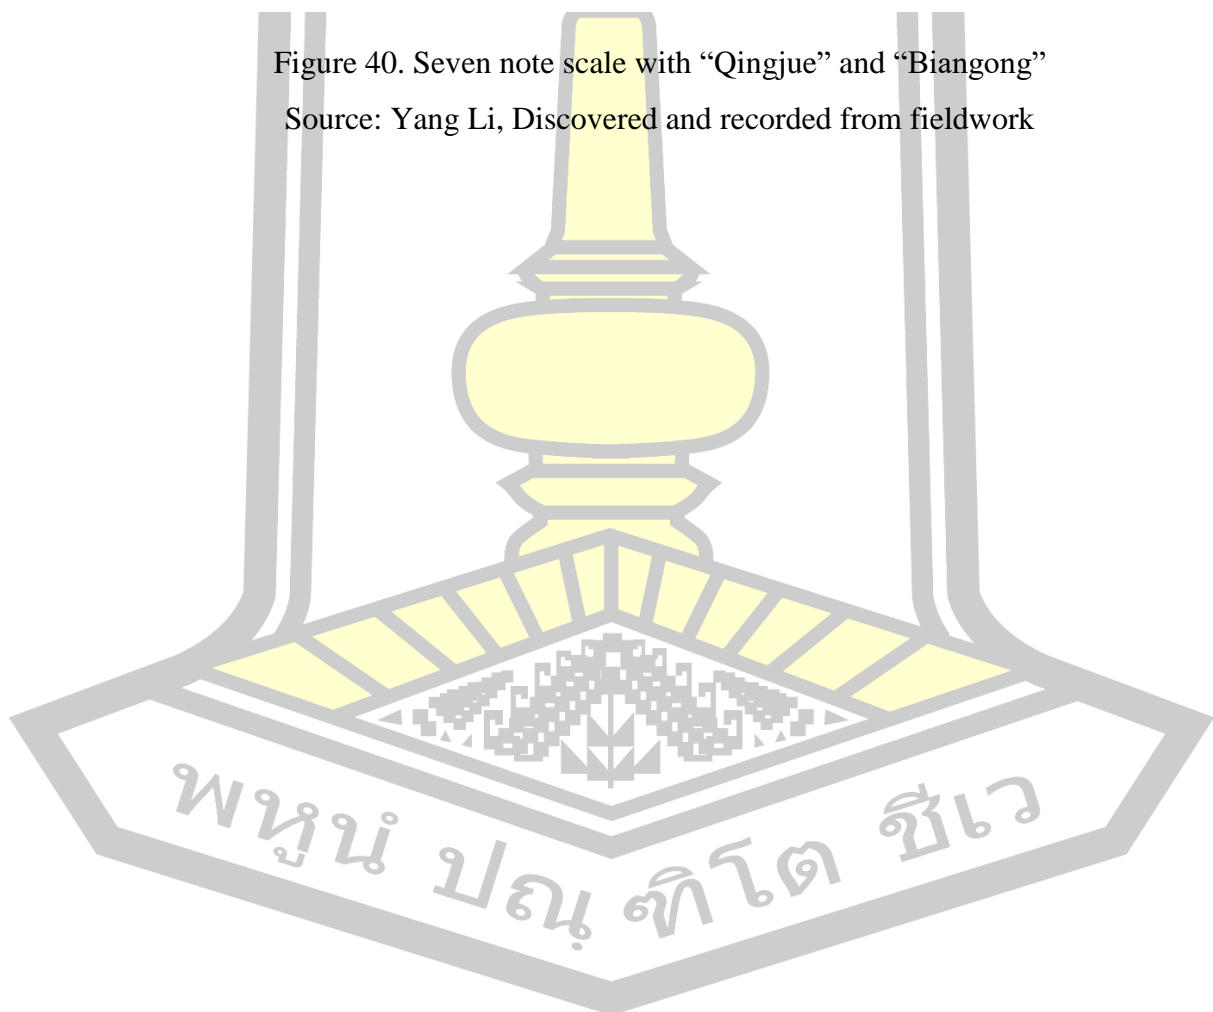 Figure 40. Seven note scale with “Qingjue” and “Biangong”
Source: Yang Li, Discovered and recorded from fieldwork
พหูนํ ปณฺฑิโต ชีเว